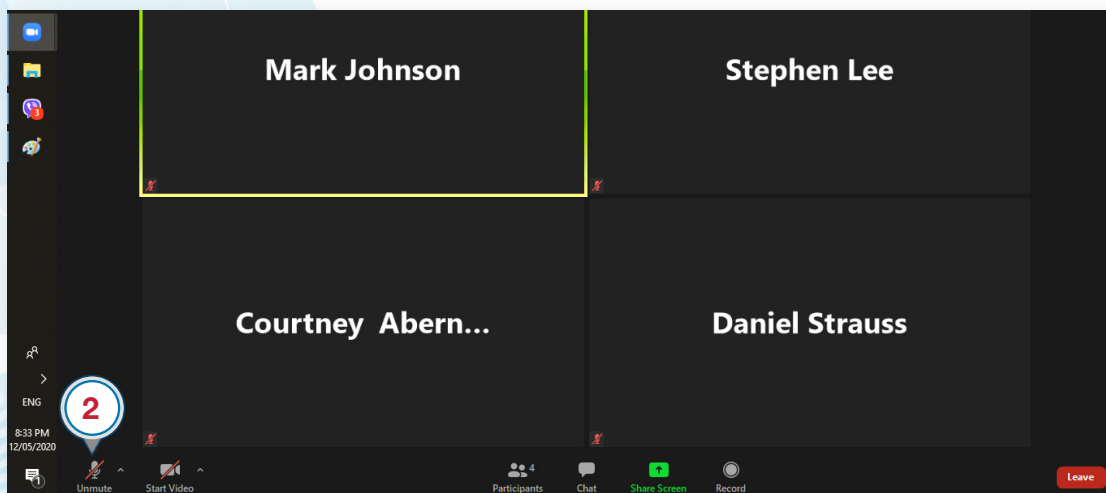 3
Mark Johnson
Stephen Lee
Courtney Abern...
Daniel Strauss
ENG
8:33 PM
12/05/2020
1
2
Unmute
Start Video
4
Participants
Chat
Share Screen
Record
Leave